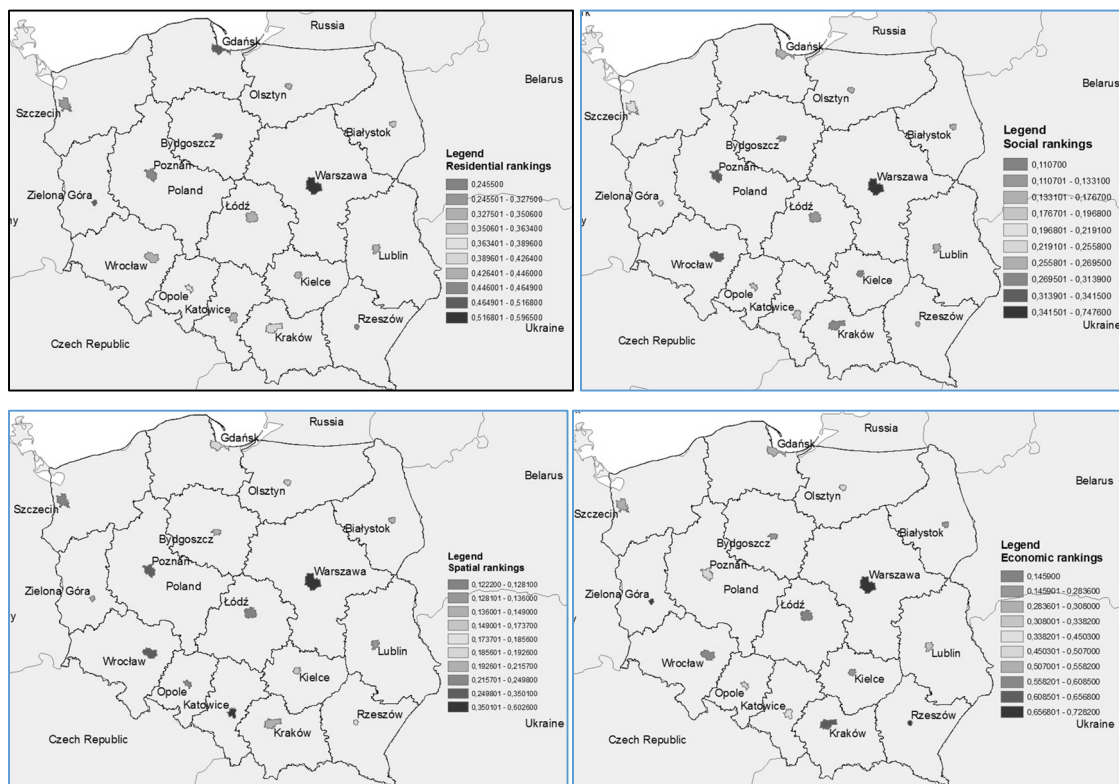 Russia
Gdańsk
Belarus
Olsztyn
Szczecin
Białystok
Bydgoszcz
Poznań
Warszawa
Zielona Góra
Poland
Łódź
Lublin
Wrocław
Kielce
Opole
Katowice
Rzeszów
Kraków
Ukraine
Czech Republic
Legend
Residential rankings
0,245500
0,245501 - 0,327500
0,327501 - 0,350600
0,350601 - 0,363400
0,363401 - 0,389600
0,389601 - 0,426400
0,426401 - 0,446000
0,446001 - 0,464900
0,464901 - 0,516800
0,516801 - 0,596500
Russia
Gdańsk
Belarus
Olsztyn
Szczecin
Białystok
Bydgoszcz
Poznań
Warszawa
Zielona Góra
Poland
Łódź
Lublin
Wrocław
Kielce
Opole
Katowice
Rzeszów
Kraków
Ukraine
Czech Republic
Legend
Social rankings
0,110700
0,110701 - 0,133100
0,133101 - 0,176700
0,176701 - 0,196800
0,196801 - 0,219100
0,219101 - 0,255800
0,255801 - 0,269500
0,269501 - 0,313900
0,313901 - 0,341500
0,341501 - 0,747600
Russia
Gdańsk
Belarus
Olsztyn
Szczecin
Białystok
Bydgoszcz
Poznań
Warszawa
Zielona Góra
Poland
Łódź
Lublin
Wrocław
Kielce
Opole
Katowice
Rzeszów
Kraków
Ukraine
Czech Republic
Legend
Spatial rankings
0,122200 - 0,128100
0,128101 - 0,136000
0,136001 - 0,149000
0,149001 - 0,173700
0,173701 - 0,185600
0,185601 - 0,192600
0,192601 - 0,215700
0,215701 - 0,249800
0,249801 - 0,350100
0,350101 - 0,602600
Russia
Gdańsk
Belarus
Olsztyn
Szczecin
Białystok
Bydgoszcz
Poznań
Warszawa
Zielona Góra
Poland
Łódź
Lublin
Wrocław
Kielce
Opole
Katowice
Rzeszów
Kraków
Ukraine
Czech Republic
Legend
Economic rankings
0,145900
0,145901 - 0,283600
0,283601 - 0,308000
0,308001 - 0,338200
0,338201 - 0,450300
0,450301 - 0,507000
0,507001 - 0,558200
0,558201 - 0,608500
0,608501 - 0,656800
0,656801 - 0,728200